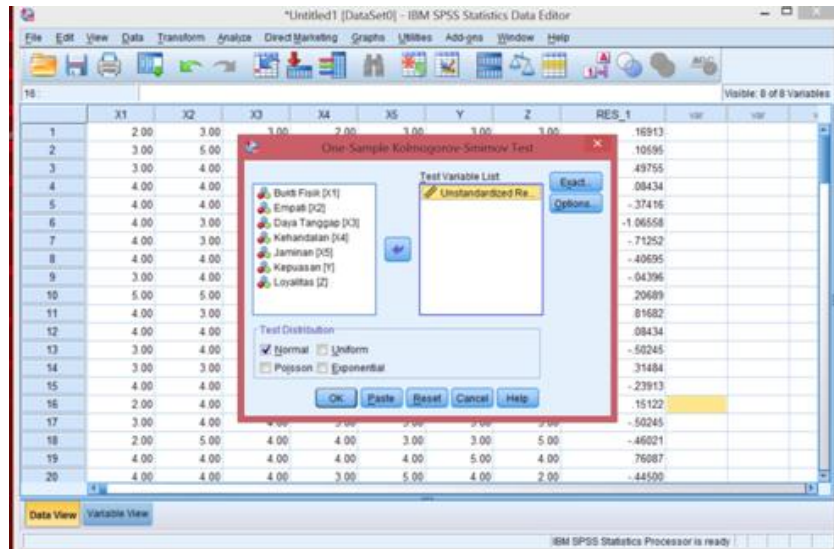 *Untitled1 [DataSet0] - IBM SPSS Statistics Data Editor
File Edit View Data Transform Analyze Direct Marketing Graphs Utilities Add-ons Window Help
16 : Visible: 8 of 8 Variables
X1 X2 X3 X4 X5 Y Z RES_1 var var
1 2.00 3.00 3.00 2.00 3.00 3.00 3.00 .16913
2 3.00 5.00 .10595
3 3.00 4.00 .49755
4 4.00 4.00 .08434
5 4.00 4.00 -.37416
6 4.00 3.00 -1.06558
7 4.00 3.00 -.71252
8 4.00 4.00 -.40695
9 3.00 4.00 -.04396
10 5.00 5.00 .20689
11 4.00 3.00 .81682
12 4.00 4.00 .08434
13 3.00 4.00 -.50245
14 3.00 3.00 .31484
15 4.00 4.00 -.23913
16 2.00 4.00 .15122
17 3.00 4.00 -.50245
18 2.00 5.00 4.00 4.00 3.00 3.00 5.00 -.46021
19 4.00 4.00 4.00 4.00 4.00 5.00 4.00 .76087
20 4.00 4.00 4.00 3.00 5.00 4.00 2.00 -.44500
One-Sample Kolmogorov-Smirnov Test
Test Variable List:
Bukti Fisik [X1]
Empati [X2]
Daya Tanggap [X3]
Kehandalan [X4]
Jaminan [X5]
Kepuasan [Y]
Loyalitas [Z]
Unstandardized Re...
Exact...
Options...
Test Distribution
Normal Uniform
Poisson Exponential
OK Paste Reset Cancel Help
Data View Variable View
IBM SPSS Statistics Processor is ready